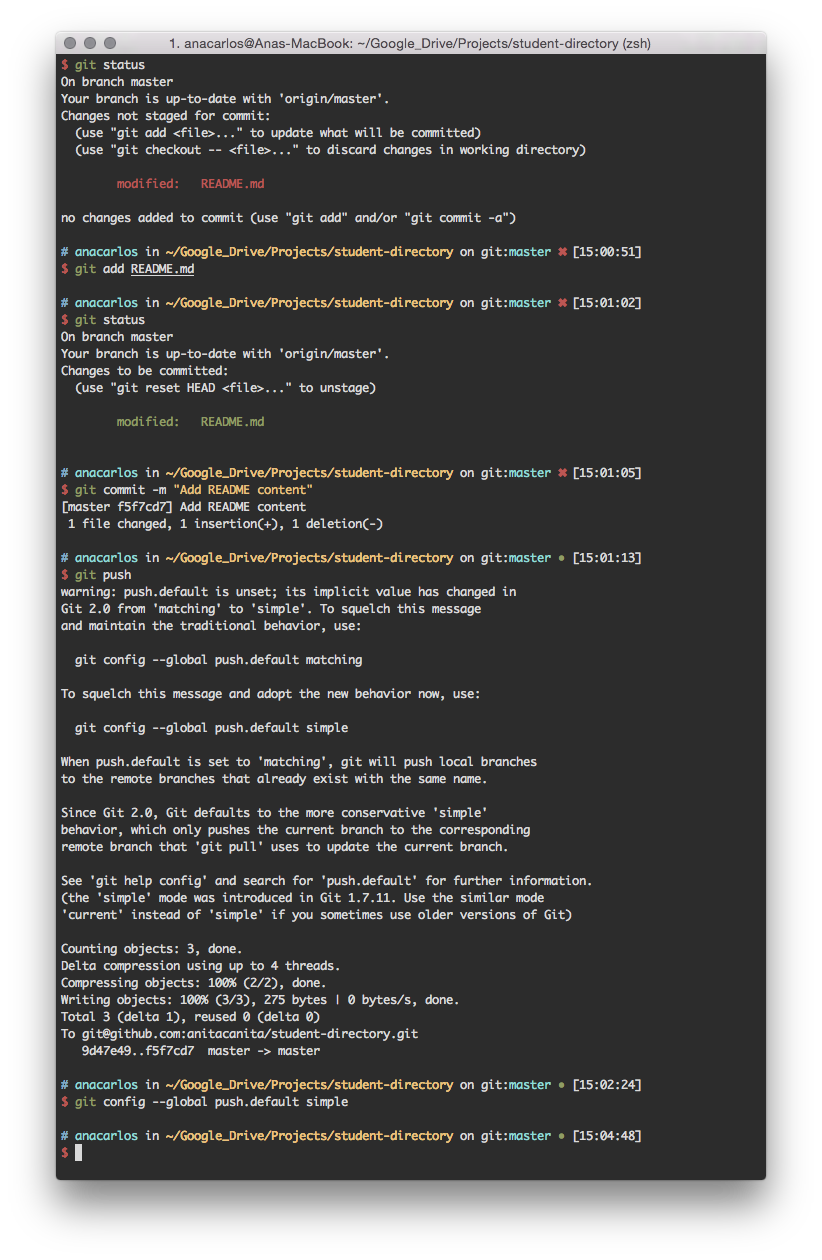 1. anacarlos@Anas-MacBook: ~/Google_Drive/Projects/student-directory (zsh)
$ git status
On branch master
Your branch is up-to-date with 'origin/master'.
Changes not staged for commit:
  (use "git add <file>..." to update what will be committed)
  (use "git checkout -- <file>..." to discard changes in working directory)

        modified:   README.md

no changes added to commit (use "git add" and/or "git commit -a")

# anacarlos in ~/Google_Drive/Projects/student-directory on git:master ✖ [15:00:51]
$ git add README.md

# anacarlos in ~/Google_Drive/Projects/student-directory on git:master ✖ [15:01:02]
$ git status
On branch master
Your branch is up-to-date with 'origin/master'.
Changes to be committed:
  (use "git reset HEAD <file>..." to unstage)

        modified:   README.md


# anacarlos in ~/Google_Drive/Projects/student-directory on git:master ✖ [15:01:05]
$ git commit -m "Add README content"
[master f5f7cd7] Add README content
 1 file changed, 1 insertion(+), 1 deletion(-)

# anacarlos in ~/Google_Drive/Projects/student-directory on git:master ● [15:01:13]
$ git push
warning: push.default is unset; its implicit value has changed in
Git 2.0 from 'matching' to 'simple'. To squelch this message
and maintain the traditional behavior, use:

  git config --global push.default matching

To squelch this message and adopt the new behavior now, use:

  git config --global push.default simple

When push.default is set to 'matching', git will push local branches
to the remote branches that already exist with the same name.

Since Git 2.0, Git defaults to the more conservative 'simple'
behavior, which only pushes the current branch to the corresponding
remote branch that 'git pull' uses to update the current branch.

See 'git help config' and search for 'push.default' for further information.
(the 'simple' mode was introduced in Git 1.7.11. Use the similar mode
'current' instead of 'simple' if you sometimes use older versions of Git)

Counting objects: 3, done.
Delta compression using up to 4 threads.
Compressing objects: 100% (2/2), done.
Writing objects: 100% (3/3), 275 bytes | 0 bytes/s, done.
Total 3 (delta 1), reused 0 (delta 0)
To git@github.com:anitacanita/student-directory.git
   9d47e49..f5f7cd7  master -> master

# anacarlos in ~/Google_Drive/Projects/student-directory on git:master ● [15:02:24]
$ git config --global push.default simple

# anacarlos in ~/Google_Drive/Projects/student-directory on git:master ● [15:04:48]
$